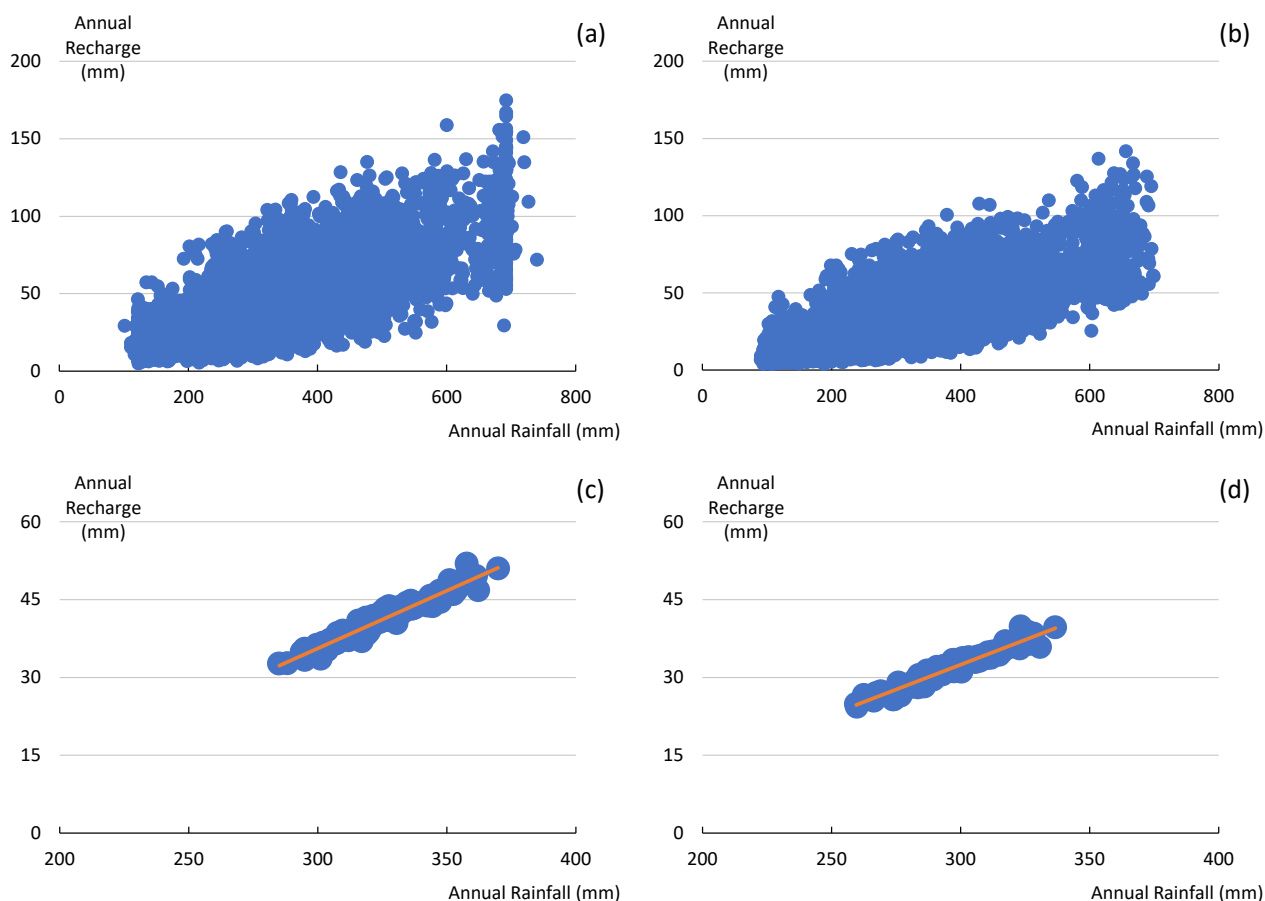 Annual
Recharge
(mm)
(a)
200
150
100
50
0
0 200 400 600 800
Annual Rainfall (mm)
Annual
Recharge
(mm)
(b)
200
150
100
50
0
0 200 400 600 800
Annual Rainfall (mm)
Annual
Recharge
(mm)
(c)
60
45
30
15
0
200 250 300 350 400
Annual Rainfall (mm)
Annual
Recharge
(mm)
(d)
60
45
30
15
0
200 250 300 350 400
Annual Rainfall (mm)